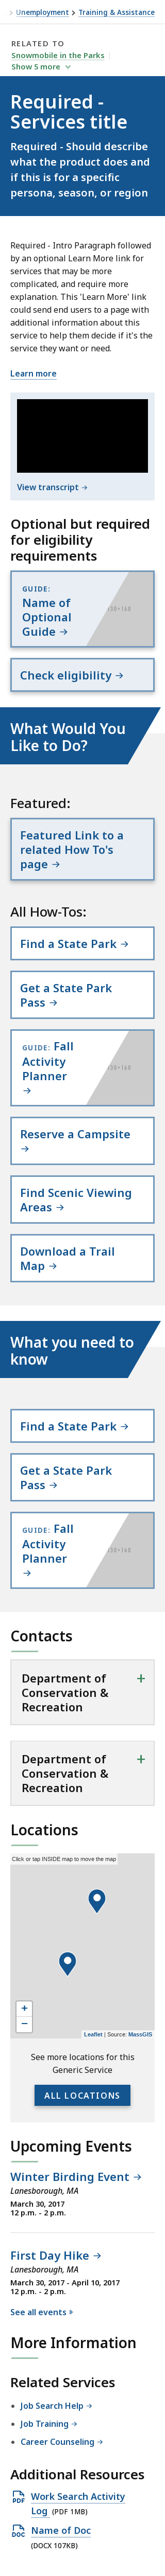 Unemployment
Training & Assistance
RELATED TO
Snowmobile in the Parks
Show 5 more
Required -
Services title
Required - Should describe
what the product does and
if this is for a specific
persona, season, or region
Required - Intro Paragraph followed
by an optional Learn More link for
services that may be more
complicated, and require more
explanation. This 'Learn More' link
could send end users to a page with
additional information about this
service to help them decide if it's the
service they want or need.
Learn more
View transcript
Optional but required
for eligibility
requirements
GUIDE:
Name of
Optional
Guide
Check eligibility
What Would You
Like to Do?
Featured:
Featured Link to a
related How To's
page
All How-Tos:
Find a State Park
Get a State Park
Pass
GUIDE: Fall
Activity
Planner
Reserve a Campsite
Find Scenic Viewing
Areas
Download a Trail
Map
What you need to
know
Find a State Park
Get a State Park
Pass
GUIDE: Fall
Activity
Planner
Contacts
Department of
Conservation &
Recreation
Department of
Conservation &
Recreation
Locations
Click or tap INSIDE map to move the map
+
−
Leaflet | Source: MassGIS
See more locations for this
Generic Service
ALL LOCATIONS
Upcoming Events
Winter Birding Event
Lanesborough, MA
March 30, 2017
12 p.m. - 2 p.m.
First Day Hike
Lanesborough, MA
March 30, 2017 - April 10, 2017
12 p.m. - 2 p.m.
See all events
More Information
Related Services
Job Search Help
Job Training
Career Counseling
Additional Resources
PDF Work Search Activity
Log (PDF 1MB)
DOC Name of Doc
(DOCX 107KB)